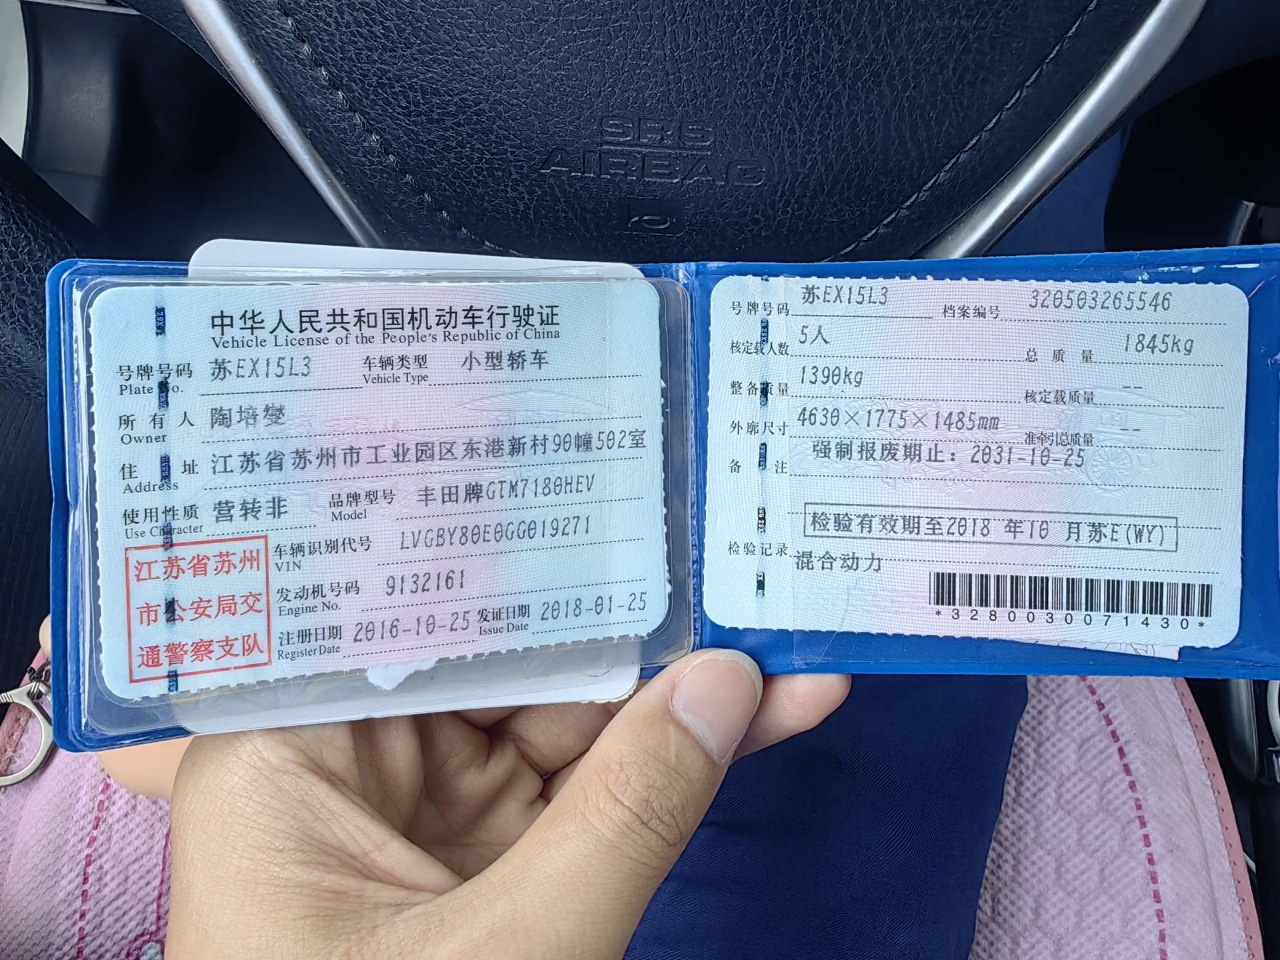 SRS
AIRBAG
中华人民共和国机动车行驶证
Vehicle License of the People's Republic of China
号牌号码 苏EX15L3 车辆类型 小型轿车
Plate No. Vehicle Type
所有人 陶培燮
Owner
住址 江苏省苏州市工业园区东港新村90幢502室
Address
使用性质 营转非 品牌型号 丰田牌GTM7180HEV
Use Character Model
江苏省苏州
市公安局交
通警察支队
车辆识别代号 LVGBY80E0GG019271
VIN
发动机号码 9132161
Engine No.
注册日期 2016-10-25 发证日期 2018-01-25
Register Date Issue Date
号牌号码 苏EX15L3 档案编号 320503265546
核定载人数 5人 总质量 1845kg
整备质量 1390kg 核定载质量 --
外廓尺寸 4630×1775×1485mm 准牵引总质量 --
备注 强制报废期止：2031-10-25
检验有效期至2018 年10 月苏E(WY)
检验记录 混合动力
*3280030071430*